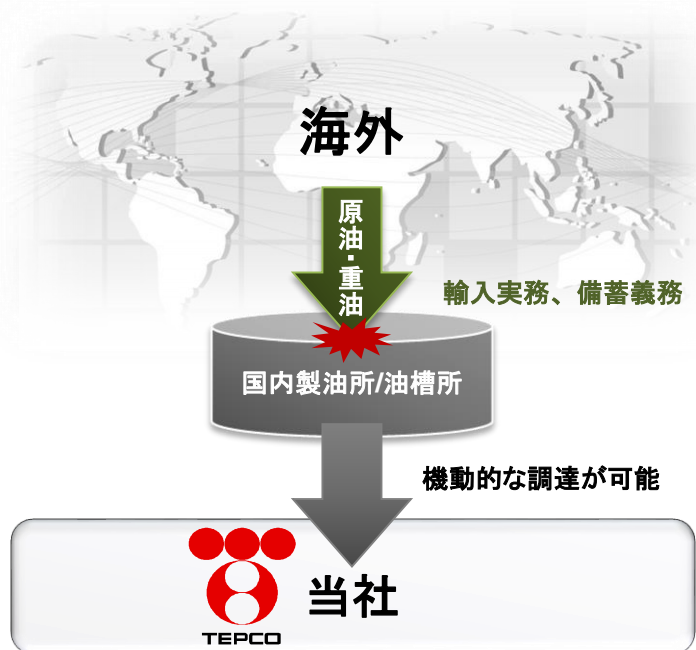 海外
原油・重油
輸入実務、備蓄義務
国内製油所/油槽所
機動的な調達が可能
当社
TEPCO